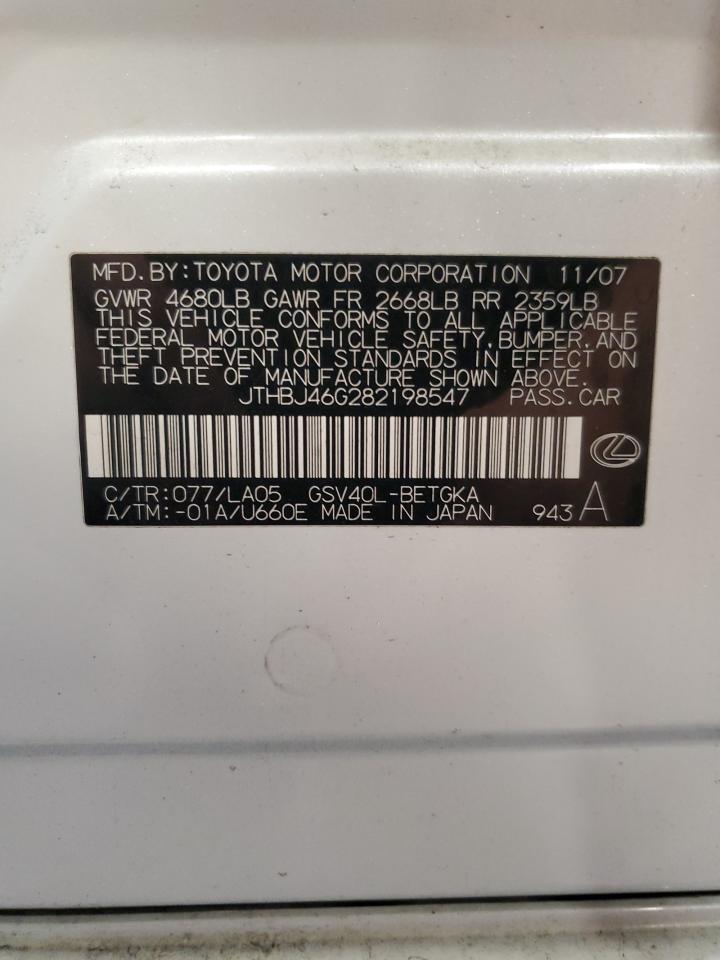 MFD.BY:TOYOTA MOTOR CORPORATION 11/07
GVWR 4680LB GAWR FR 2668LB RR 2359LB
THIS VEHICLE CONFORMS TO ALL APPLICABLE
FEDERAL MOTOR VEHICLE SAFETY,BUMPER,AND
THEFT PREVENTION STANDARDS IN EFFECT ON
THE DATE OF MANUFACTURE SHOWN ABOVE.
JTHBJ46G282198547 PASS.CAR
C/TR:077/LA05 GSV40L-BETGKA
A/TM:-01A/U660E MADE IN JAPAN 943 A